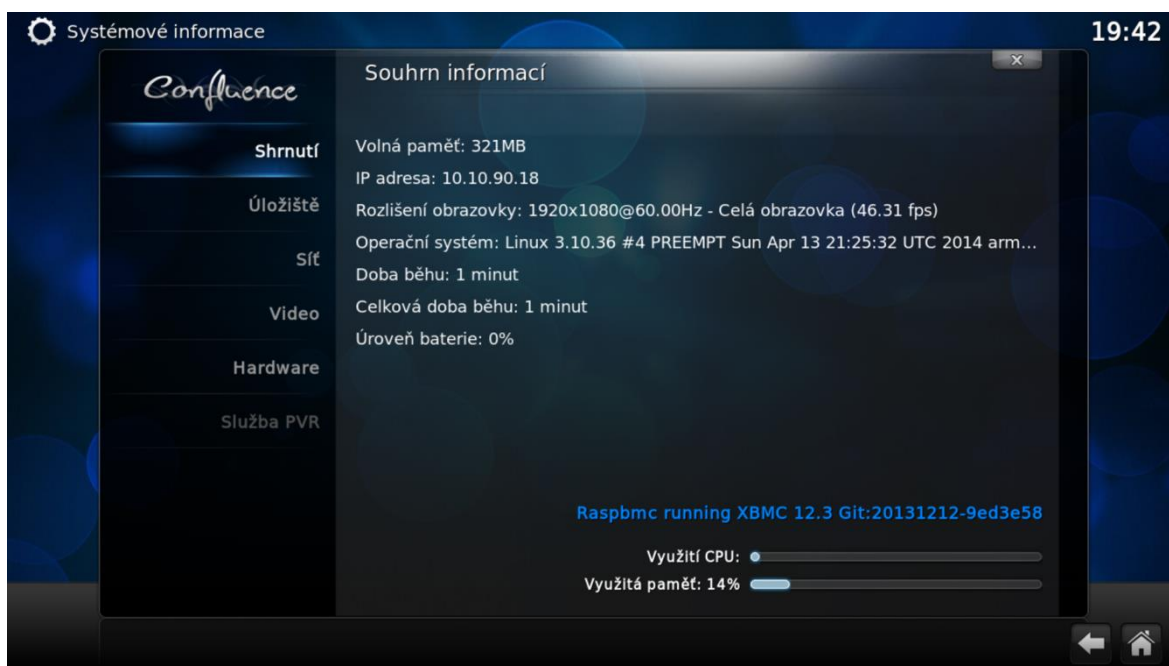 Systémové informace
19:42
Confluence
Souhrn informací
x
Shrnutí
Úložiště
Síť
Video
Hardware
Služba PVR
Volná paměť: 321MB
IP adresa: 10.10.90.18
Rozlišení obrazovky: 1920x1080@60.00Hz - Celá obrazovka (46.31 fps)
Operační systém: Linux 3.10.36 #4 PREEMPT Sun Apr 13 21:25:32 UTC 2014 arm...
Doba běhu: 1 minut
Celková doba běhu: 1 minut
Úroveň baterie: 0%
Raspbmc running XBMC 12.3 Git:20131212-9ed3e58
Využití CPU:
Využitá paměť: 14%